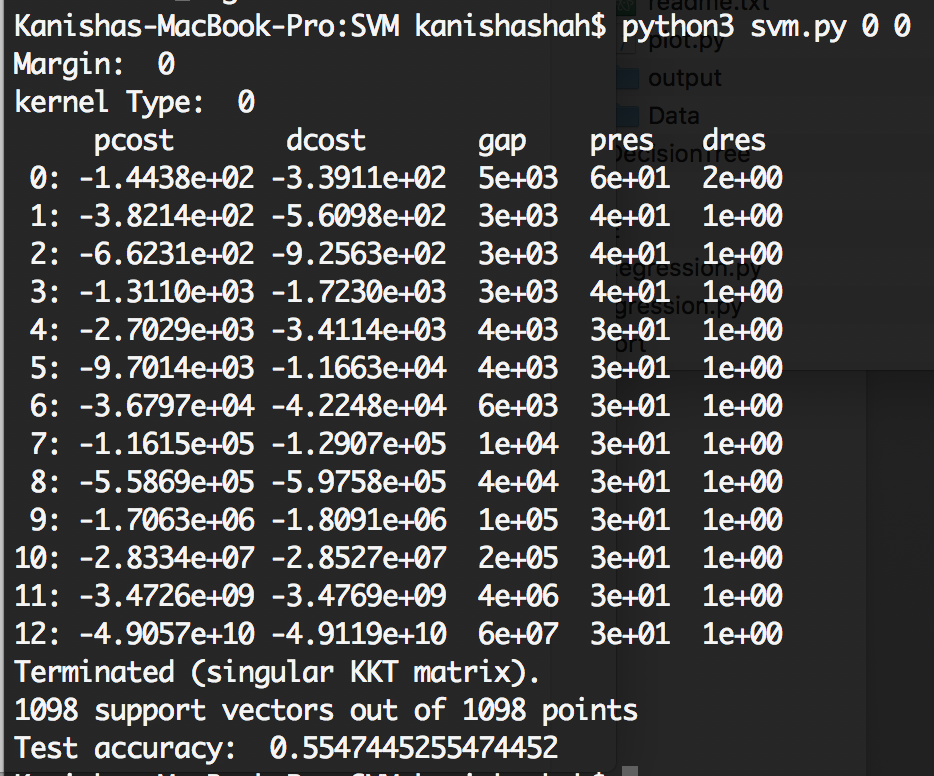 readme.txt
Kanishas-MacBook-Pro:SVM kanishashah$ python3 svm.py 0 0
plot.py
Margin:  0
output
kernel Type:  0
Data
     pcost       dcost       gap    pres   dres
DecisionTree
 0: -1.4438e+02 -3.3911e+02  5e+03  6e+01  2e+00
 1: -3.8214e+02 -5.6098e+02  3e+03  4e+01  1e+00
 2: -6.6231e+02 -9.2563e+02  3e+03  4e+01  1e+00
 3: -1.3110e+03 -1.7230e+03  3e+03  4e+01  1e+00
 4: -2.7029e+03 -3.4114e+03  4e+03  3e+01  1e+00
 5: -9.7014e+03 -1.1663e+04  4e+03  3e+01  1e+00
 6: -3.6797e+04 -4.2248e+04  6e+03  3e+01  1e+00
 7: -1.1615e+05 -1.2907e+05  1e+04  3e+01  1e+00
 8: -5.5869e+05 -5.9758e+05  4e+04  3e+01  1e+00
 9: -1.7063e+06 -1.8091e+06  1e+05  3e+01  1e+00
10: -2.8334e+07 -2.8527e+07  2e+05  3e+01  1e+00
11: -3.4726e+09 -3.4769e+09  4e+06  3e+01  1e+00
12: -4.9057e+10 -4.9119e+10  6e+07  3e+01  1e+00
Terminated (singular KKT matrix).
1098 support vectors out of 1098 points
Test accuracy:  0.5547445255474452